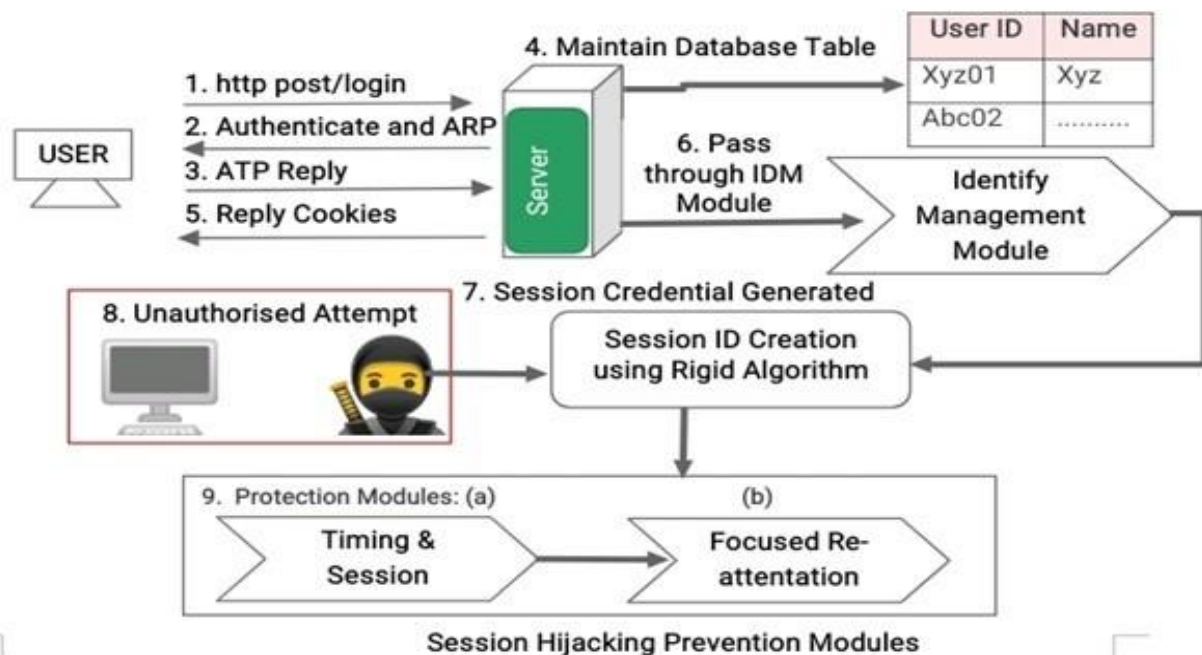 4. Maintain Database Table
User ID Name
Xyz01 Xyz
Abc02 ..........
1. http post/login
2. Authenticate and ARP
3. ATP Reply
5. Reply Cookies
USER
Server
6. Pass
through IDM
Module
Identify
Management
Module
7. Session Credential Generated
8. Unauthorised Attempt
Session ID Creation
using Rigid Algorithm
9. Protection Modules: (a) (b)
Timing &
Session
Focused Re-
attentation
Session Hijacking Prevention Modules